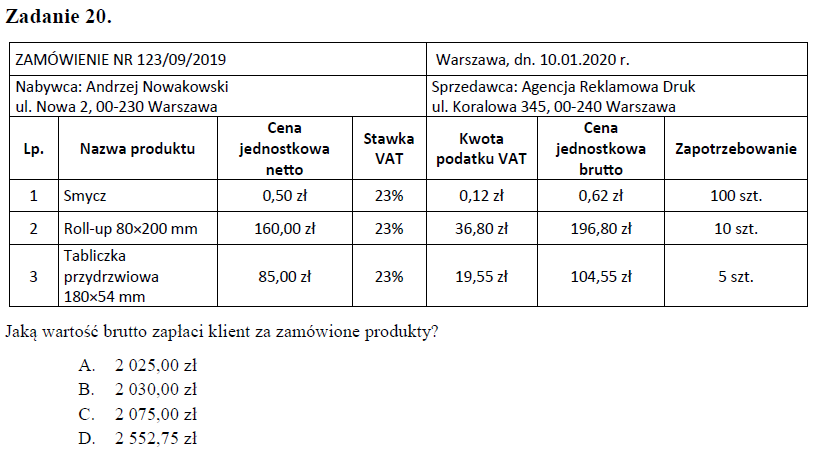 Zadanie 20.
ZAMÓWIENIE NR 123/09/2019 Warszawa, dn. 10.01.2020 r.
Nabywca: Andrzej Nowakowski Sprzedawca: Agencja Reklamowa Druk
ul. Nowa 2, 00-230 Warszawa ul. Koralowa 345, 00-240 Warszawa
Lp. Nazwa produktu Cena jednostkowa netto Stawka VAT Kwota podatku VAT Cena jednostkowa brutto Zapotrzebowanie
1 Smycz 0,50 zł 23% 0,12 zł 0,62 zł 100 szt.
2 Roll-up 80×200 mm 160,00 zł 23% 36,80 zł 196,80 zł 10 szt.
3 Tabliczka przydrzwiowa 180×54 mm 85,00 zł 23% 19,55 zł 104,55 zł 5 szt.
Jaką wartość brutto zapłaci klient za zamówione produkty?
A. 2 025,00 zł
B. 2 030,00 zł
C. 2 075,00 zł
D. 2 552,75 zł